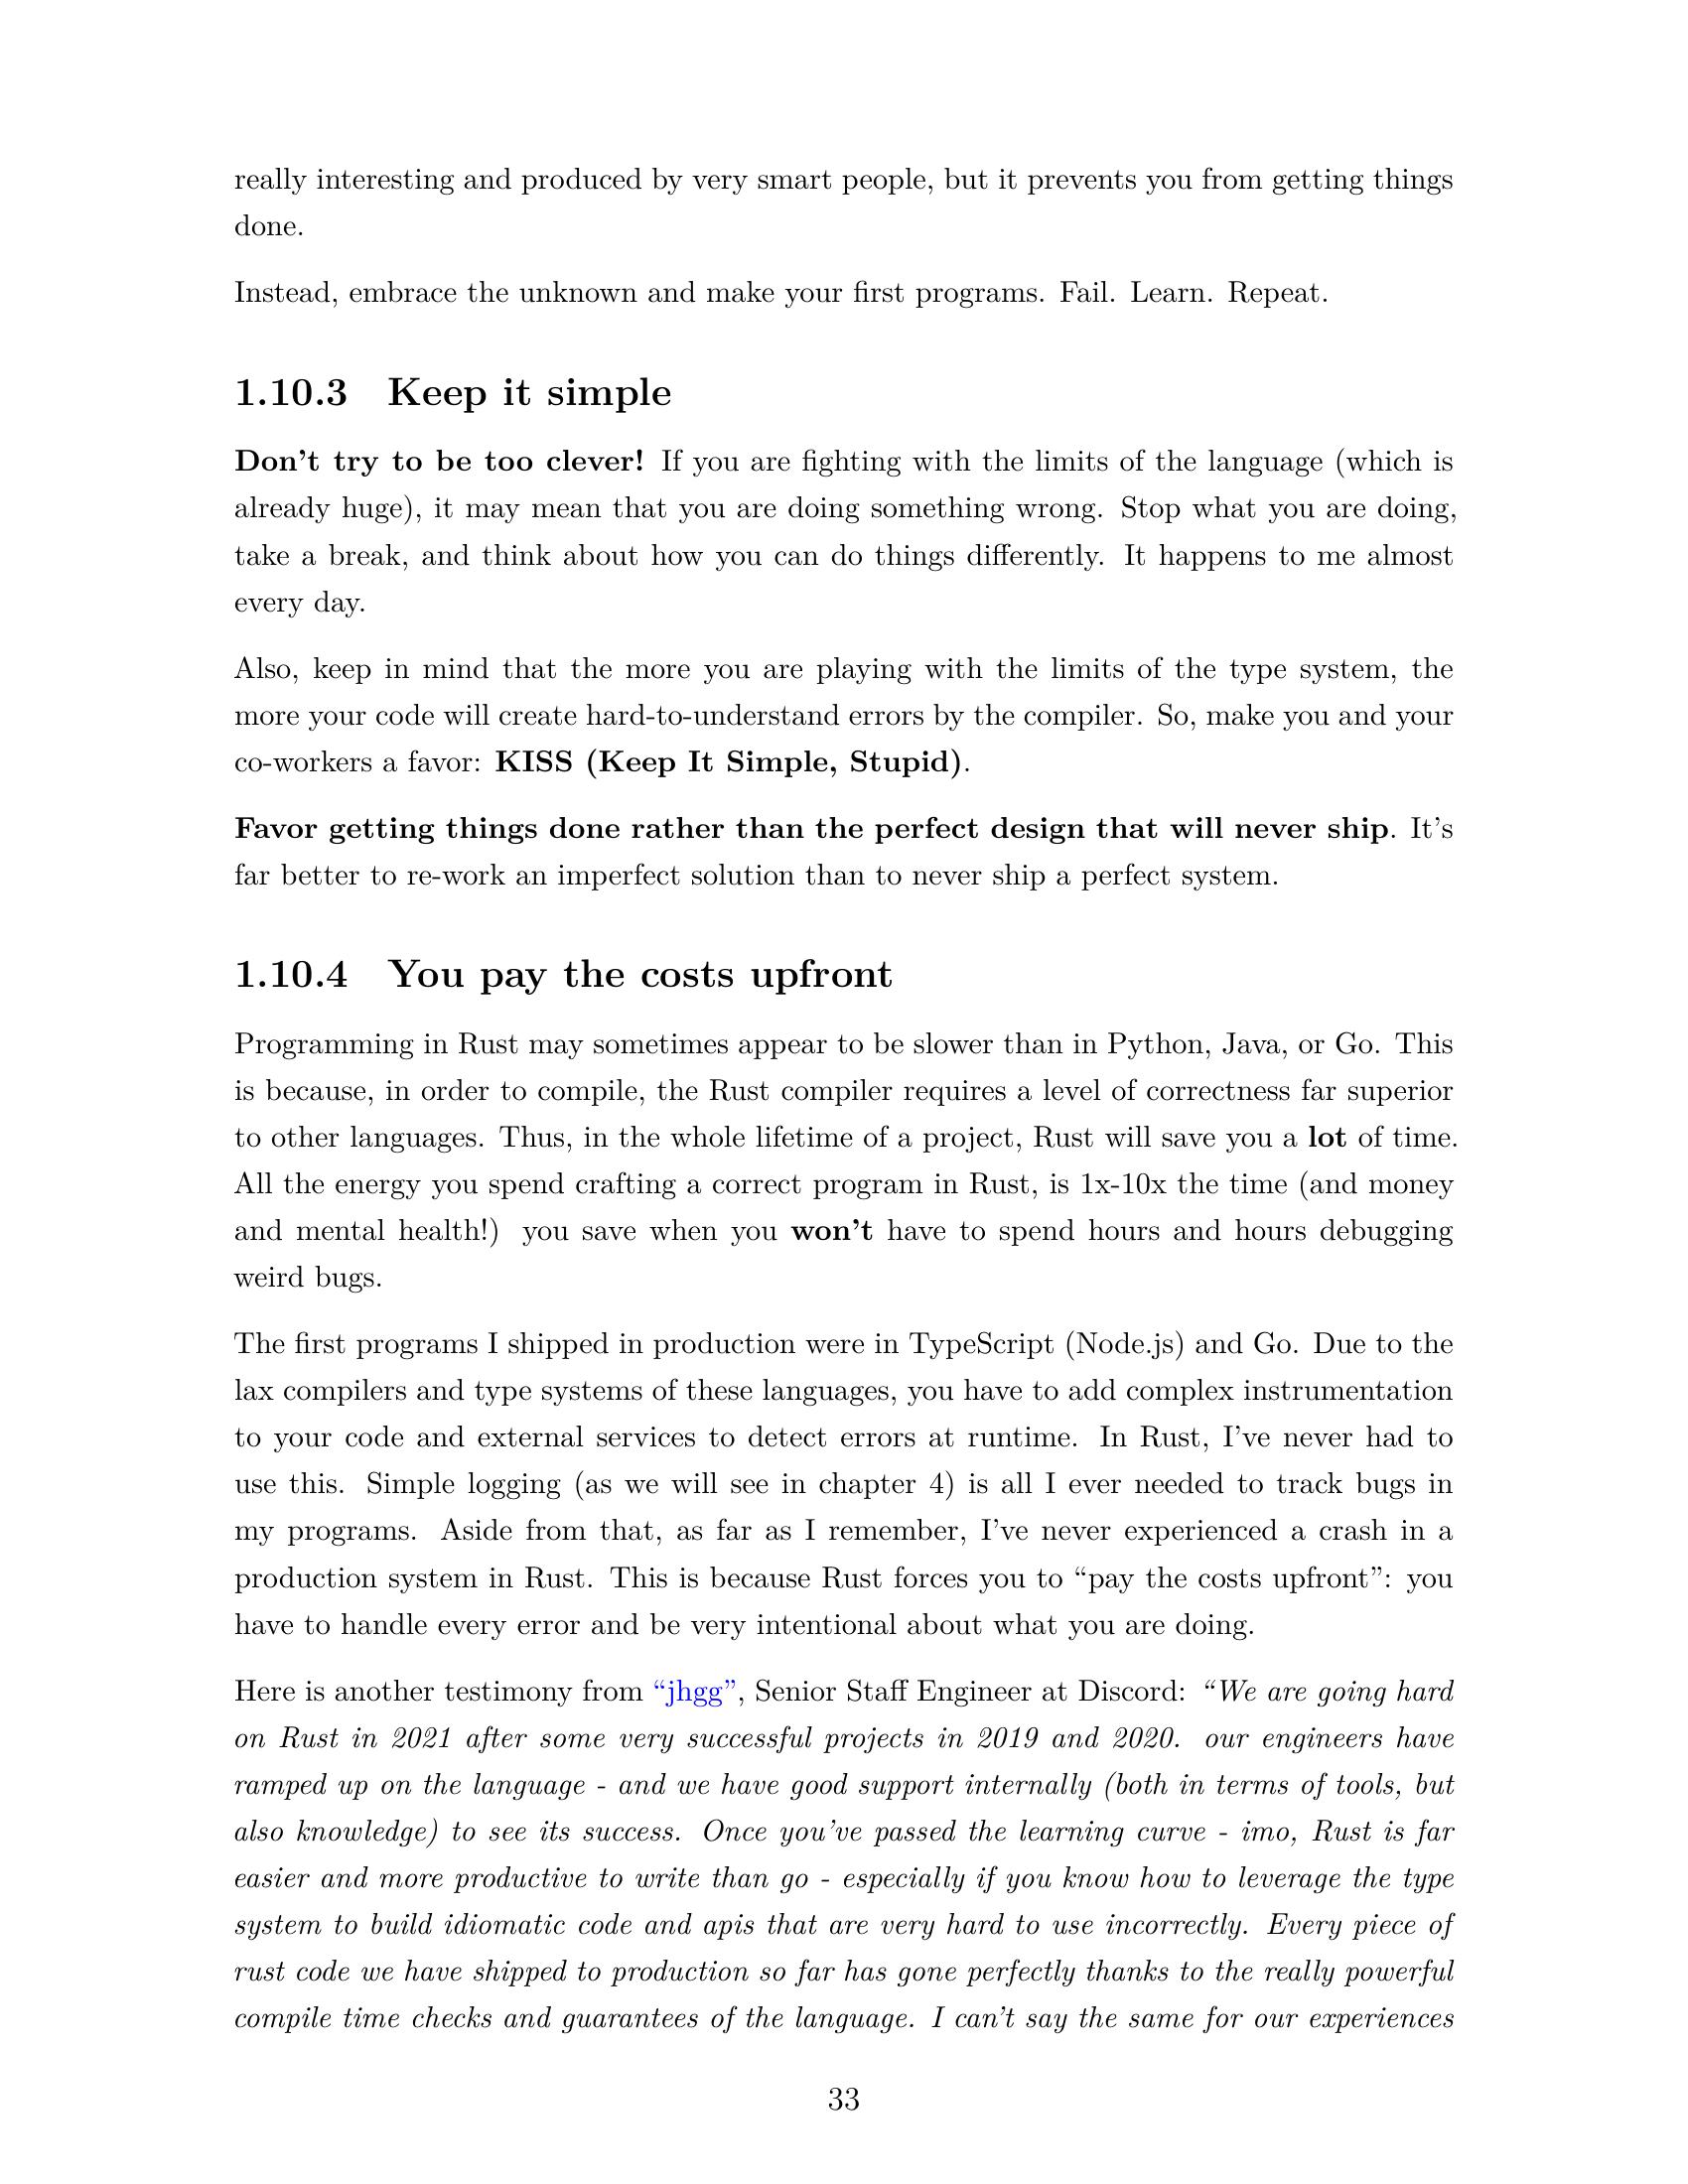 really interesting and produced by very smart people, but it prevents you from getting things
done.
Instead, embrace the unknown and make your first programs. Fail. Learn. Repeat.
1.10.3 Keep it simple
Don’t try to be too clever! If you are fighting with the limits of the language (which is
already huge), it may mean that you are doing something wrong. Stop what you are doing,
take a break, and think about how you can do things differently. It happens to me almost
every day.
Also, keep in mind that the more you are playing with the limits of the type system, the
more your code will create hard-to-understand errors by the compiler. So, make you and your
co-workers a favor: KISS (Keep It Simple, Stupid).
Favor getting things done rather than the perfect design that will never ship. It’s
far better to re-work an imperfect solution than to never ship a perfect system.
1.10.4 You pay the costs upfront
Programming in Rust may sometimes appear to be slower than in Python, Java, or Go. This
is because, in order to compile, the Rust compiler requires a level of correctness far superior
to other languages. Thus, in the whole lifetime of a project, Rust will save you a lot of time.
All the energy you spend crafting a correct program in Rust, is 1x-10x the time (and money
and mental health!) you save when you won’t have to spend hours and hours debugging
weird bugs.
The first programs I shipped in production were in TypeScript (Node.js) and Go. Due to the
lax compilers and type systems of these languages, you have to add complex instrumentation
to your code and external services to detect errors at runtime. In Rust, I’ve never had to
use this. Simple logging (as we will see in chapter 4) is all I ever needed to track bugs in
my programs. Aside from that, as far as I remember, I’ve never experienced a crash in a
production system in Rust. This is because Rust forces you to “pay the costs upfront”: you
have to handle every error and be very intentional about what you are doing.
Here is another testimony from “jhgg”, Senior Staff Engineer at Discord: “We are going hard
on Rust in 2021 after some very successful projects in 2019 and 2020. our engineers have
ramped up on the language - and we have good support internally (both in terms of tools, but
also knowledge) to see its success. Once you’ve passed the learning curve - imo, Rust is far
easier and more productive to write than go - especially if you know how to leverage the type
system to build idiomatic code and apis that are very hard to use incorrectly. Every piece of
rust code we have shipped to production so far has gone perfectly thanks to the really powerful
compile time checks and guarantees of the language. I can’t say the same for our experiences
33